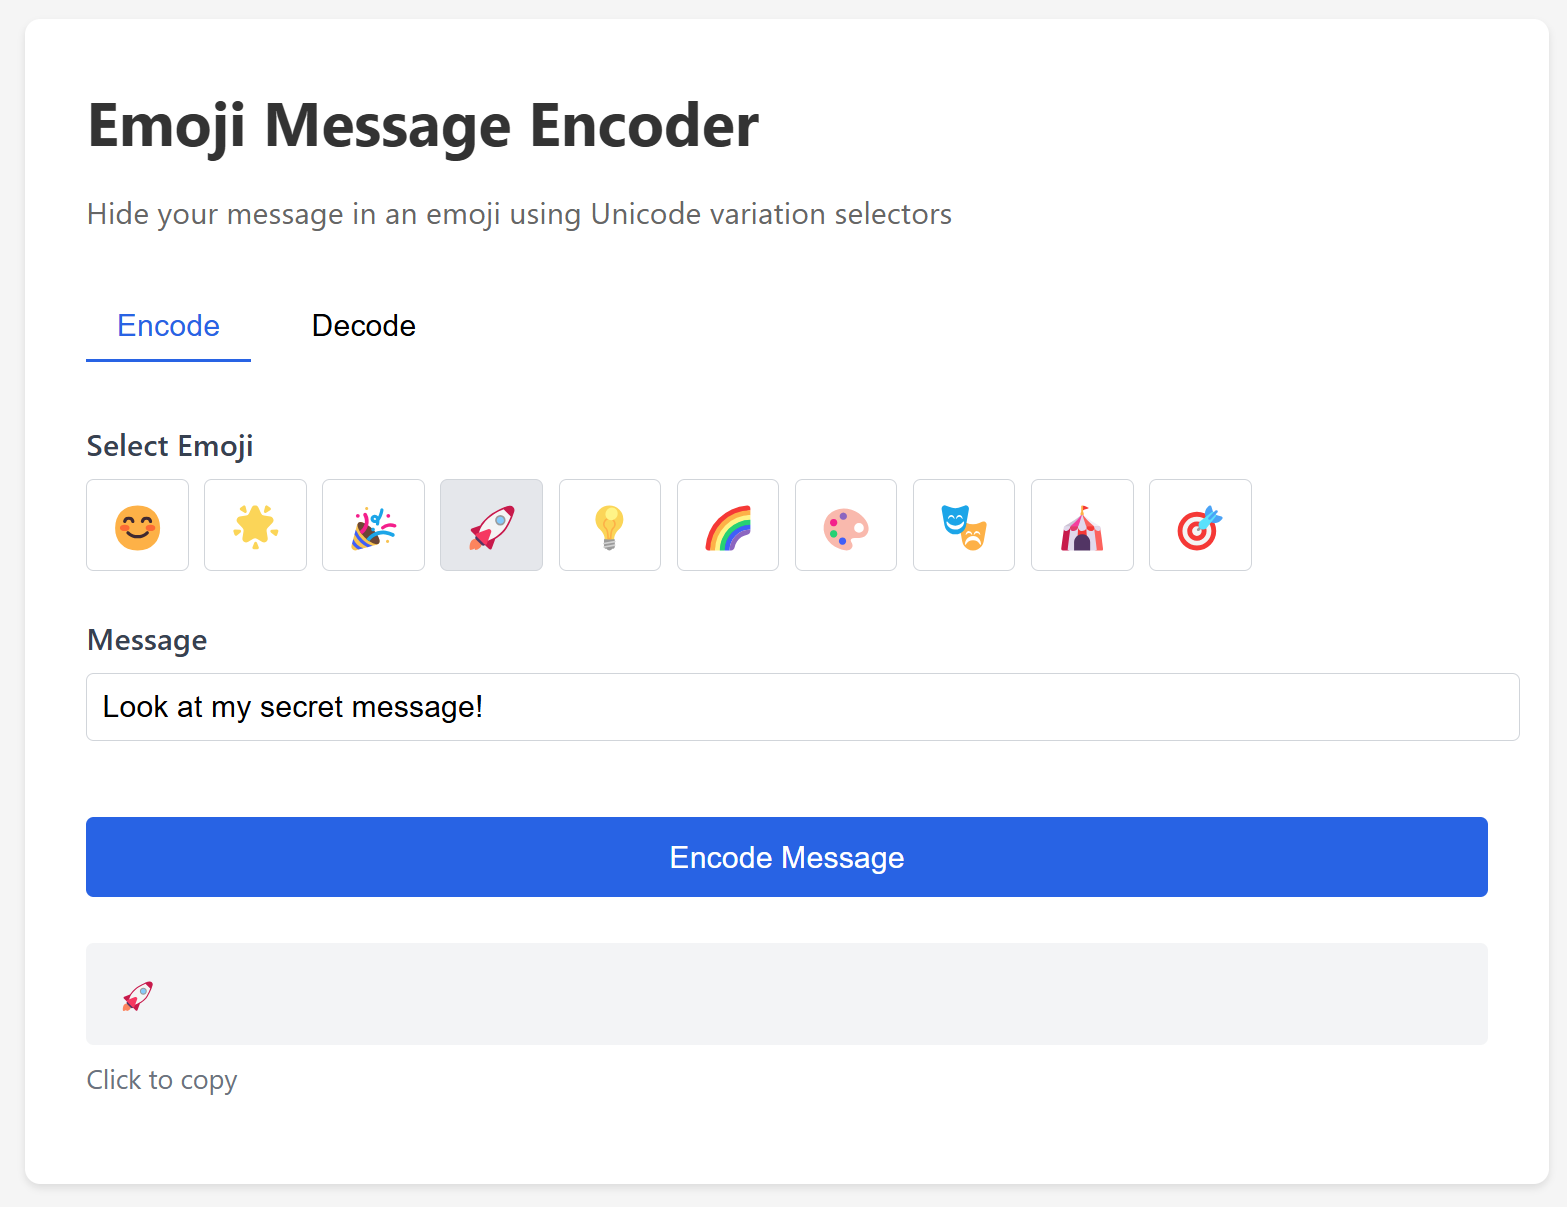 Emoji Message Encoder
Hide your message in an emoji using Unicode variation selectors
Encode Decode
Select Emoji
Message
Look at my secret message!
Encode Message
Click to copy